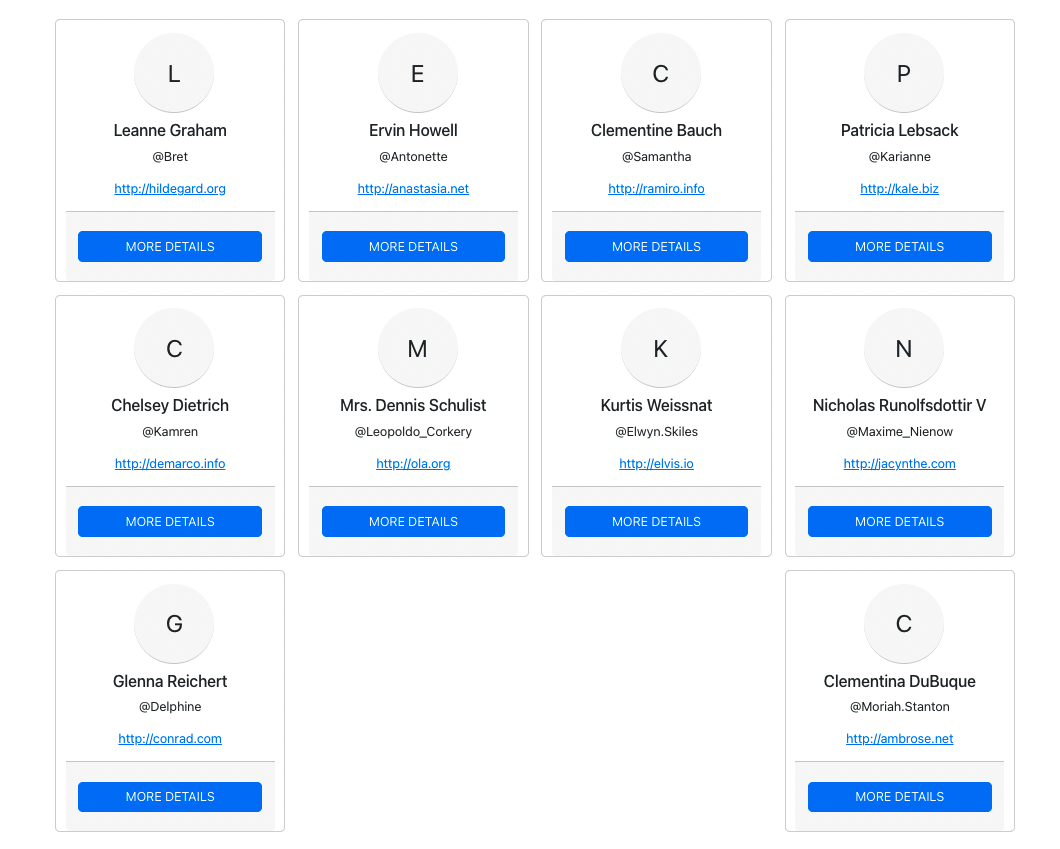 L
Leanne Graham
@Bret
http://hildegard.org
MORE DETAILS
E
Ervin Howell
@Antonette
http://anastasia.net
MORE DETAILS
C
Clementine Bauch
@Samantha
http://ramiro.info
MORE DETAILS
P
Patricia Lebsack
@Karianne
http://kale.biz
MORE DETAILS
C
Chelsey Dietrich
@Kamren
http://demarco.info
MORE DETAILS
M
Mrs. Dennis Schulist
@Leopoldo_Corkery
http://ola.org
MORE DETAILS
K
Kurtis Weissnat
@Elwyn.Skiles
http://elvis.io
MORE DETAILS
N
Nicholas Runolfsdottir V
@Maxime_Nienow
http://jacynthe.com
MORE DETAILS
G
Glenna Reichert
@Delphine
http://conrad.com
MORE DETAILS
C
Clementina DuBuque
@Moriah.Stanton
http://ambrose.net
MORE DETAILS